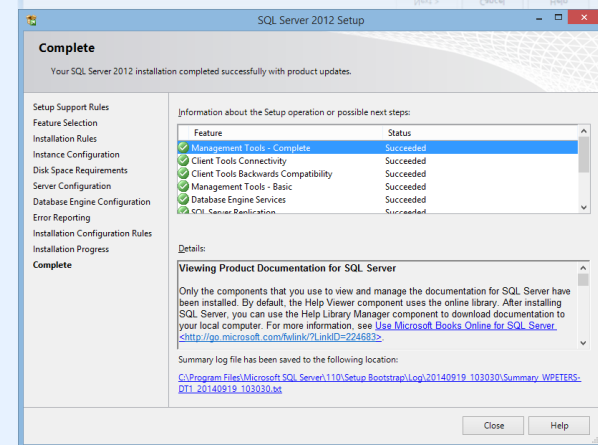 Next >
Cancel
Help
SQL Server 2012 Setup
Complete
Your SQL Server 2012 installation completed successfully with product updates.
Setup Support Rules
Feature Selection
Installation Rules
Instance Configuration
Disk Space Requirements
Server Configuration
Database Engine Configuration
Error Reporting
Installation Configuration Rules
Installation Progress
Complete
Information about the Setup operation or possible next steps:
Feature Status
Management Tools - Complete Succeeded
Client Tools Connectivity Succeeded
Client Tools Backwards Compatibility Succeeded
Management Tools - Basic Succeeded
Database Engine Services Succeeded
SQL Server Replication Succeeded
Details:
Viewing Product Documentation for SQL Server
Only the components that you use to view and manage the documentation for SQL Server have
been installed. By default, the Help Viewer component uses the online library. After installing
SQL Server, you can use the Help Library Manager component to download documentation to
your local computer. For more information, see Use Microsoft Books Online for SQL Server
<http://go.microsoft.com/fwlink/?LinkID=224683>.
Summary log file has been saved to the following location:
C:\Program Files\Microsoft SQL Server\110\Setup Bootstrap\Log\20140919_103030\Summary_WPETERS-
DT1_20140919_103030.txt
Close
Help